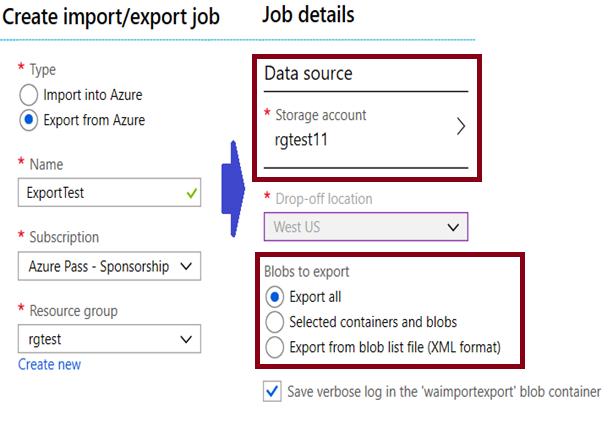 Create import/export job
* Type
Import into Azure
Export from Azure
* Name
ExportTest
* Subscription
Azure Pass - Sponsorship
* Resource group
rgtest
Create new
Job details
Data source
* Storage account
rgtest11
* Drop-off location
West US
Blobs to export
Export all
Selected containers and blobs
Export from blob list file (XML format)
Save verbose log in the 'waimportexport' blob container